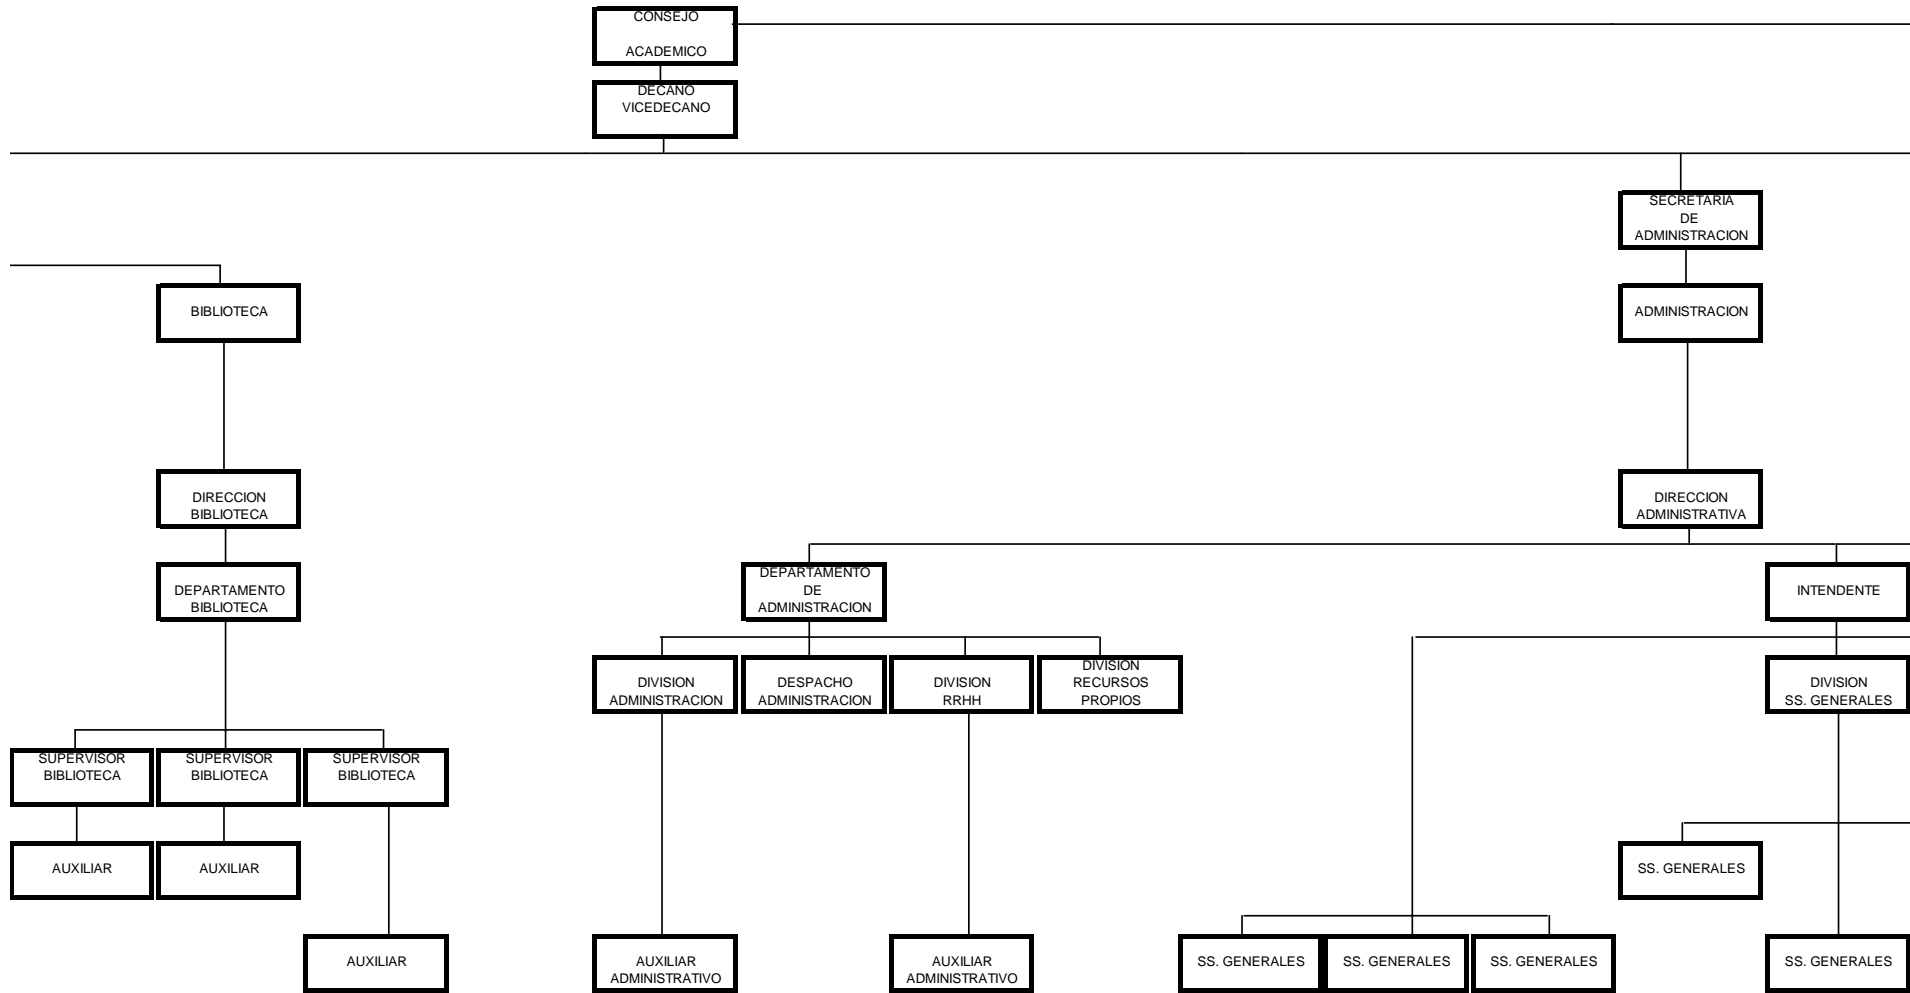 CONSEJO
ACADEMICO
DECANO
VICEDECANO
SECRETARIA
DE
ADMINISTRACION
BIBLIOTECA
ADMINISTRACION
DIRECCION
BIBLIOTECA
DIRECCION
ADMINISTRATIVA
DEPARTAMENTO
BIBLIOTECA
DEPARTAMENTO
DE
ADMINISTRACION
INTENDENTE
DIVISION
ADMINISTRACION
DESPACHO
ADMINISTRACION
DIVISION
RRHH
DIVISION
RECURSOS
PROPIOS
DIVISION
SS. GENERALES
SUPERVISOR
BIBLIOTECA
SUPERVISOR
BIBLIOTECA
SUPERVISOR
BIBLIOTECA
AUXILIAR
AUXILIAR
SS. GENERALES
AUXILIAR
AUXILIAR
ADMINISTRATIVO
AUXILIAR
ADMINISTRATIVO
SS. GENERALES
SS. GENERALES
SS. GENERALES
SS. GENERALES